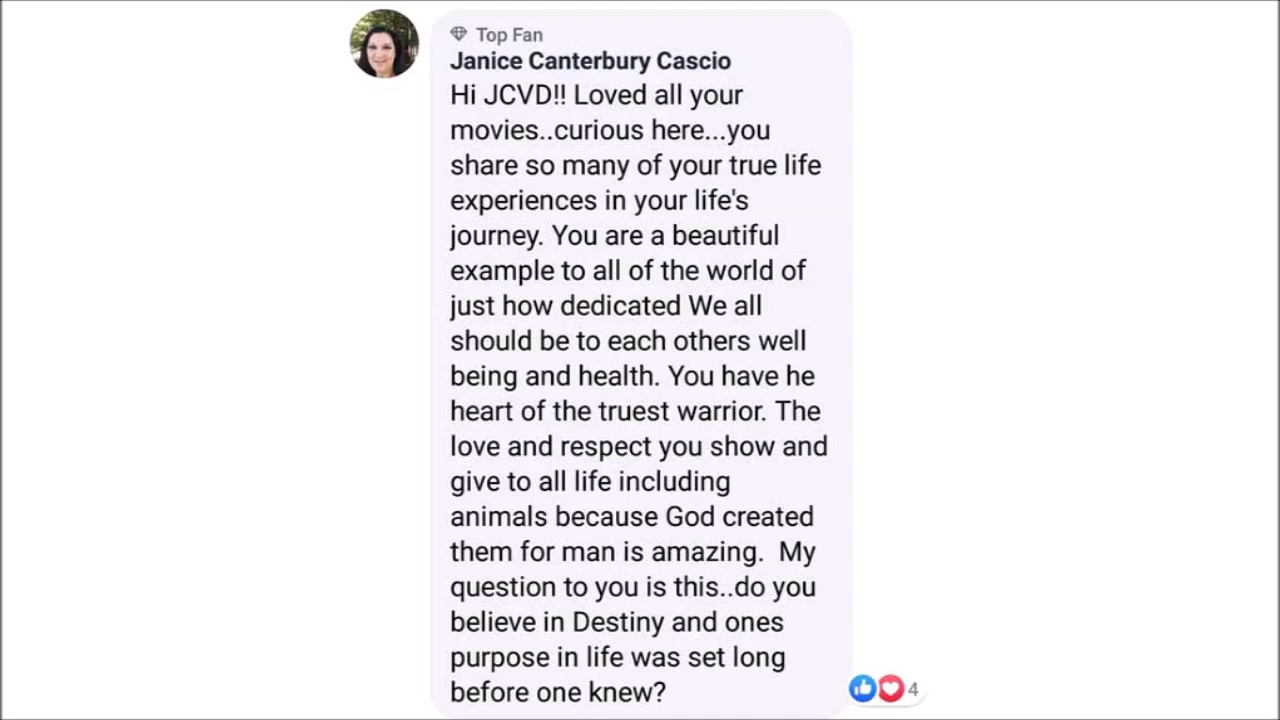 Top Fan
Janice Canterbury Cascio
Hi JCVD!! Loved all your
movies..curious here...you
share so many of your true life
experiences in your life's
journey. You are a beautiful
example to all of the world of
just how dedicated We all
should be to each others well
being and health. You have he
heart of the truest warrior. The
love and respect you show and
give to all life including
animals because God created
them for man is amazing.  My
question to you is this..do you
believe in Destiny and ones
purpose in life was set long
before one knew?
4